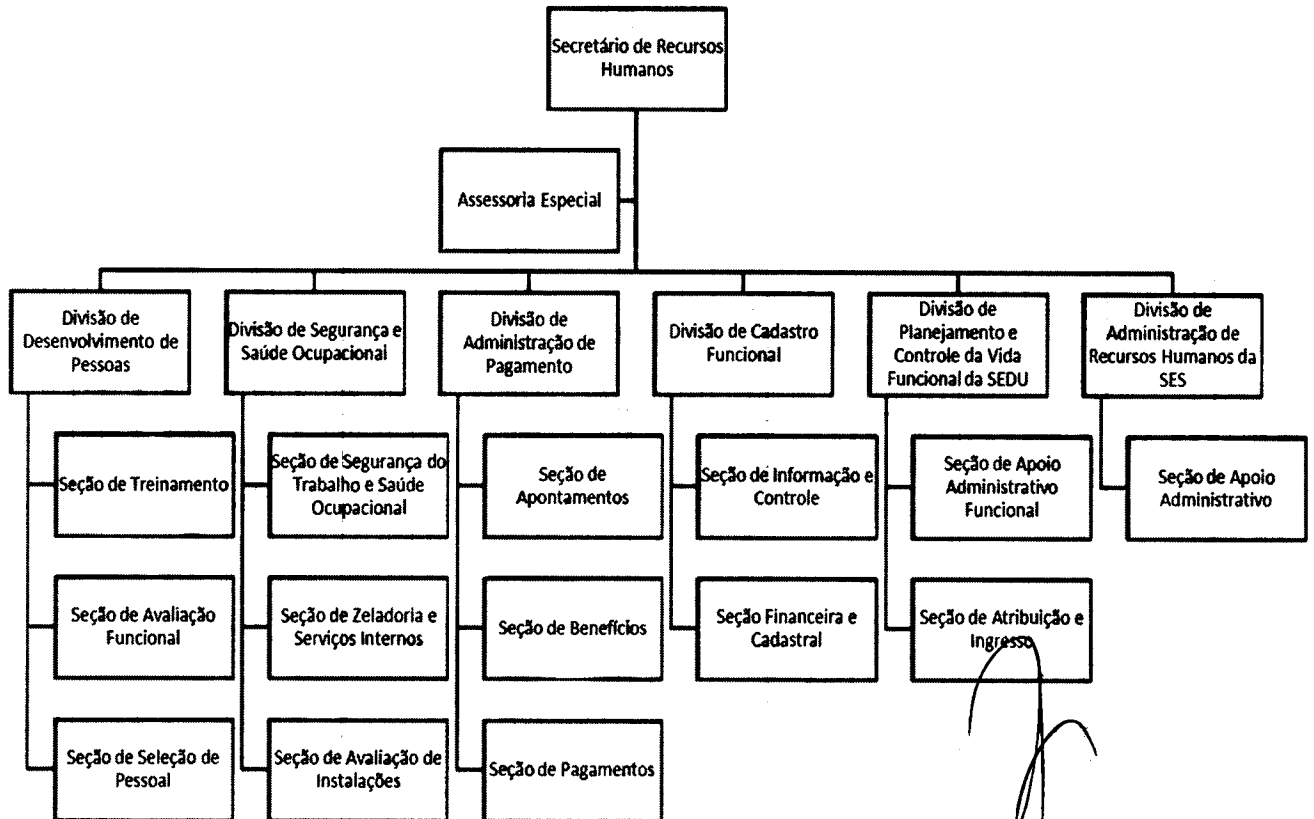 Secretário de Recursos
Humanos
Assessoria Especial
Divisão de
Desenvolvimento de
Pessoas
Divisão de Segurança e
Saúde Ocupacional
Divisão de
Administração de
Pagamento
Divisão de Cadastro
Funcional
Divisão de
Planejamento e
Controle da Vida
Funcional da SEDU
Divisão de
Administração de
Recursos Humanos da
SES
Seção de Treinamento
Seção de Segurança do
Trabalho e Saúde
Ocupacional
Seção de
Apontamentos
Seção de Informação e
Controle
Seção de Apoio
Administrativo
Funcional
Seção de Apoio
Administrativo
Seção de Avaliação
Funcional
Seção de Zeladoria e
Serviços Internos
Seção de Benefícios
Seção Financeira e
Cadastral
Seção de Atribuição e
Ingresso
Seção de Seleção de
Pessoal
Seção de Avaliação de
Instalações
Seção de Pagamentos